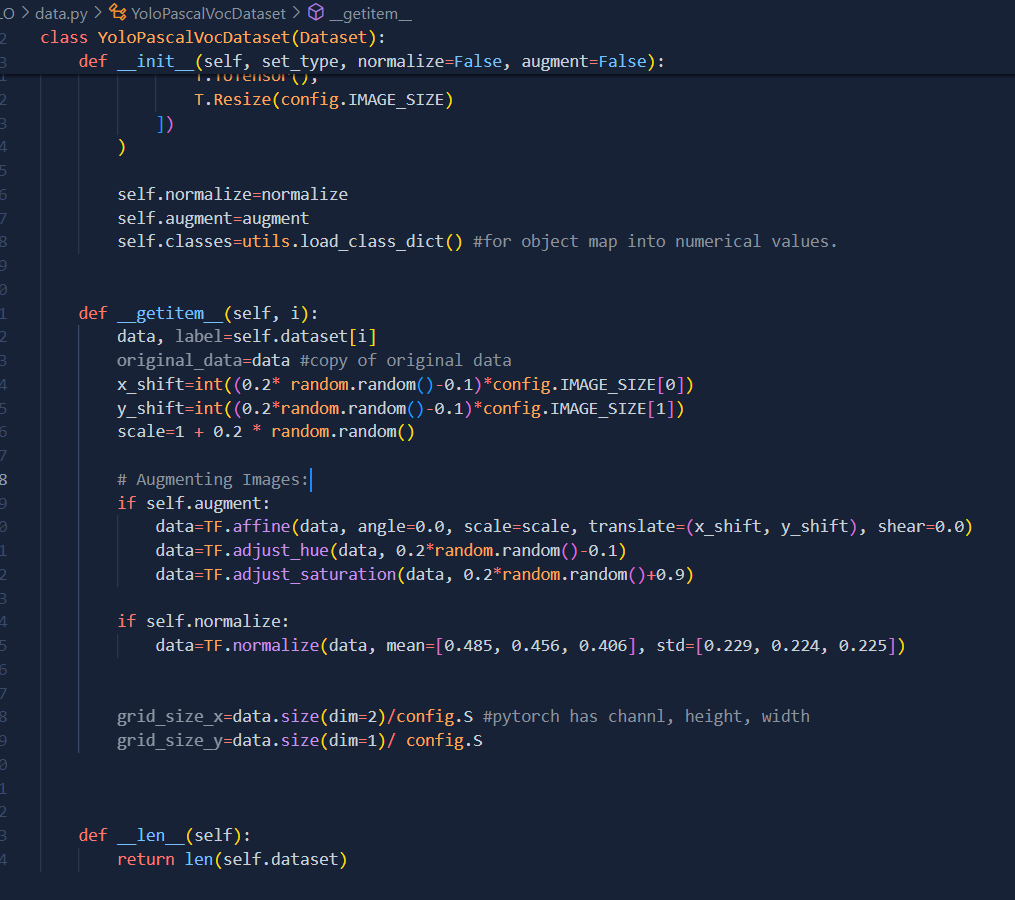 LO > data.py > YoloPascalVocDataset > __getitem__
2 class YoloPascalVocDataset(Dataset):
3 def __init__(self, set_type, normalize=False, augment=False):
1 T.ToTensor(),
2 T.Resize(config.IMAGE_SIZE)
3 ])
4 )
5
6 self.normalize=normalize
7 self.augment=augment
8 self.classes=utils.load_class_dict() #for object map into numerical values.
9
0
1 def __getitem__(self, i):
2 data, label=self.dataset[i]
3 original_data=data #copy of original data
4 x_shift=int((0.2* random.random()-0.1)*config.IMAGE_SIZE[0])
5 y_shift=int((0.2*random.random()-0.1)*config.IMAGE_SIZE[1])
6 scale=1 + 0.2 * random.random()
7
8 # Augmenting Images:
9 if self.augment:
0 data=TF.affine(data, angle=0.0, scale=scale, translate=(x_shift, y_shift), shear=0.0)
1 data=TF.adjust_hue(data, 0.2*random.random()-0.1)
2 data=TF.adjust_saturation(data, 0.2*random.random()+0.9)
3
4 if self.normalize:
5 data=TF.normalize(data, mean=[0.485, 0.456, 0.406], std=[0.229, 0.224, 0.225])
6
7
8 grid_size_x=data.size(dim=2)/config.S #pytorch has channl, height, width
9 grid_size_y=data.size(dim=1)/ config.S
0
1
2
3 def __len__(self):
4 return len(self.dataset)